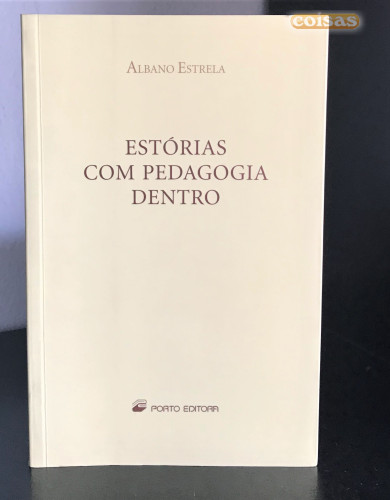 coisas
ALBANO ESTRELA
ESTÓRIAS
COM PEDAGOGIA
DENTRO
PORTO EDITORA